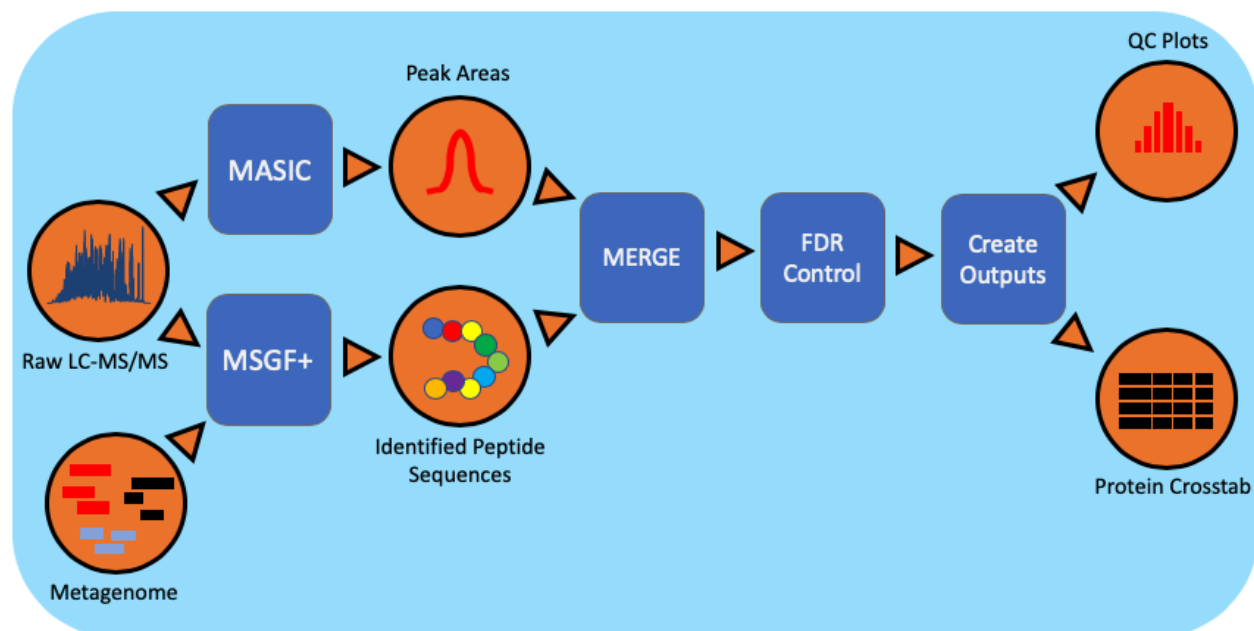 QC Plots
Peak Areas
MASIC
MERGE
FDR
Control
Create
Outputs
Raw LC-MS/MS
MSGF+
Identified Peptide
Sequences
Protein Crosstab
Metagenome